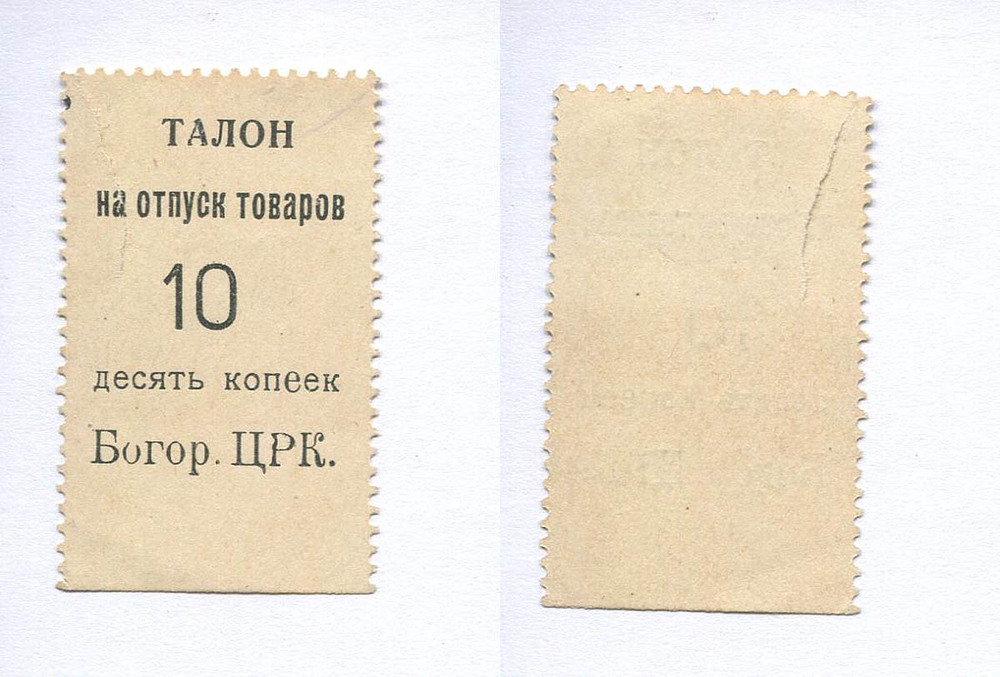 ТАЛОН
на отпуск товаров
10
десять копеек
Богор. ЦРК.